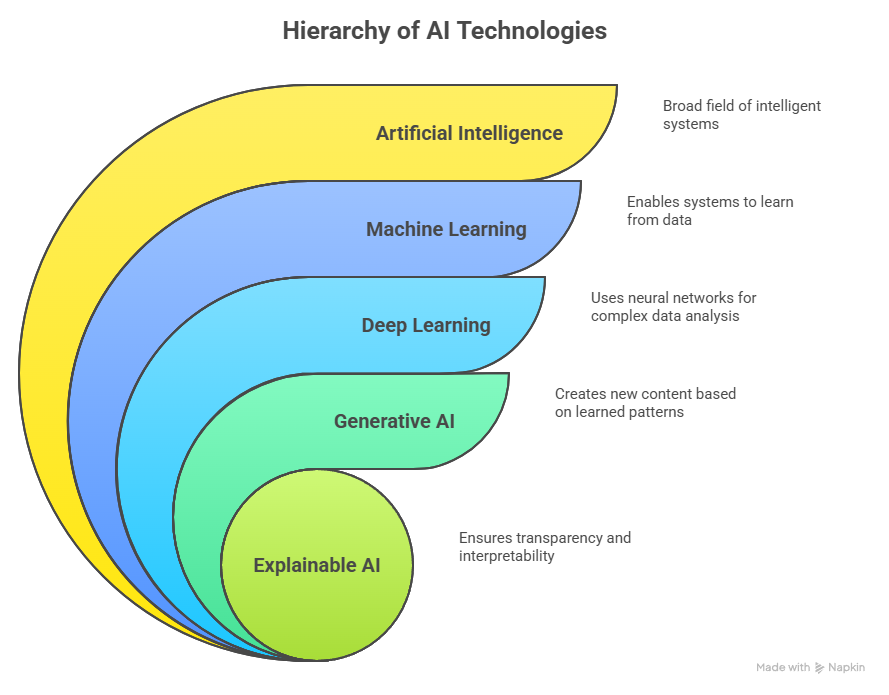 Hierarchy of AI Technologies
Artificial Intelligence
Broad field of intelligent
systems
Machine Learning
Enables systems to learn
from data
Deep Learning
Uses neural networks for
complex data analysis
Generative AI
Creates new content based
on learned patterns
Explainable AI
Ensures transparency and
interpretability
Made with Napkin